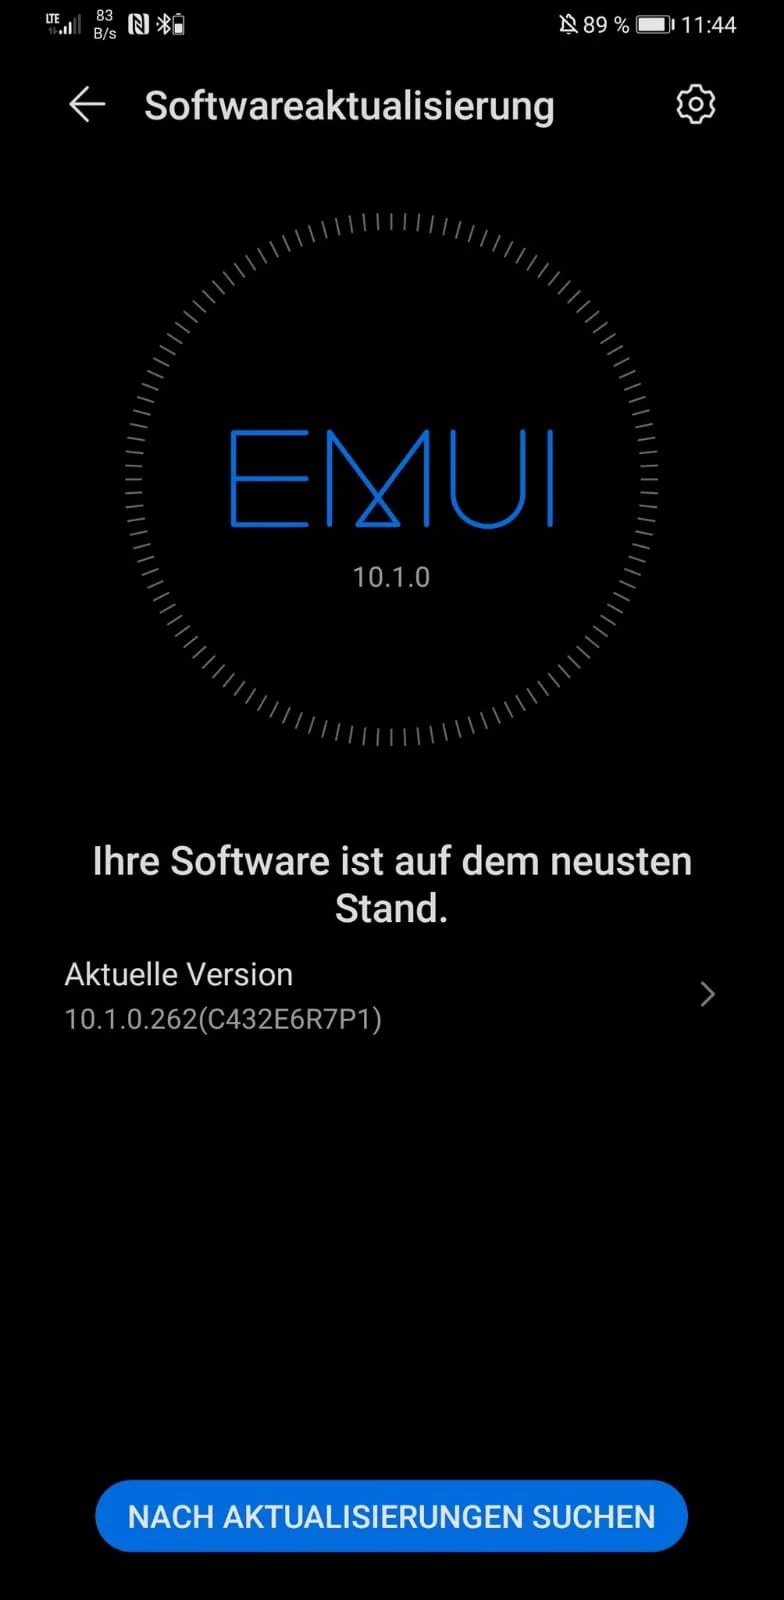 LTE 83 B/s 89 % 11:44
Softwareaktualisierung
EMUI
10.1.0
Ihre Software ist auf dem neusten
Stand.
Aktuelle Version
10.1.0.262(C432E6R7P1)
NACH AKTUALISIERUNGEN SUCHEN